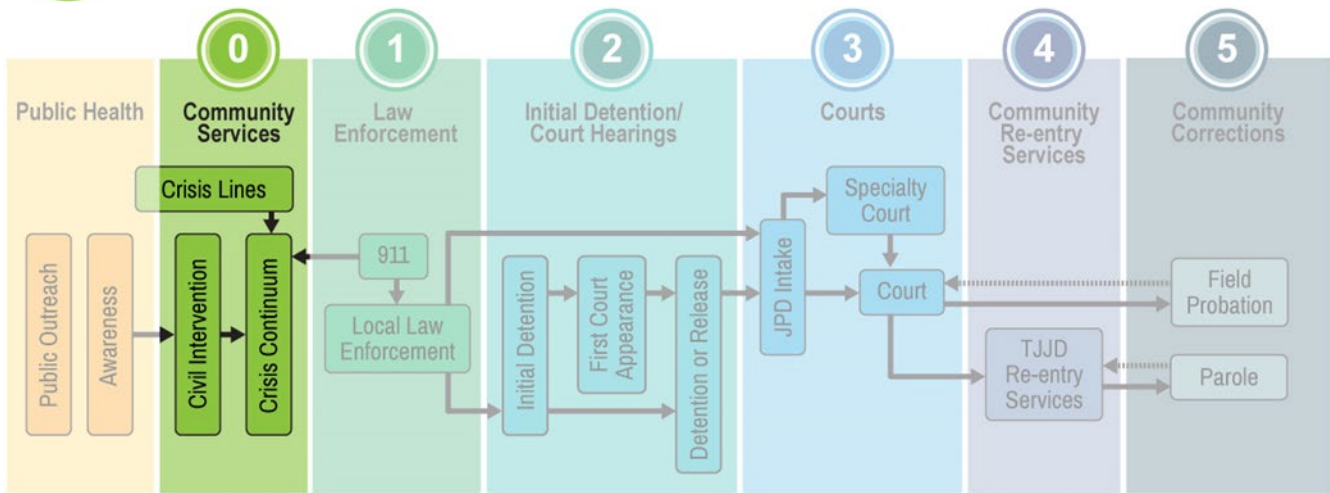 0
1
2
3
4
5
Public Health
Community
Services
Law
Enforcement
Initial Detention/
Court Hearings
Courts
Community
Re-entry
Services
Community
Corrections
Crisis Lines
Public Outreach
Awareness
Civil Intervention
Crisis Continuum
911
Local Law
Enforcement
Initial Detention
First Court
Appearance
Detention or Release
JPD Intake
Specialty
Court
Court
TJJD
Re-entry
Services
Field
Probation
Parole